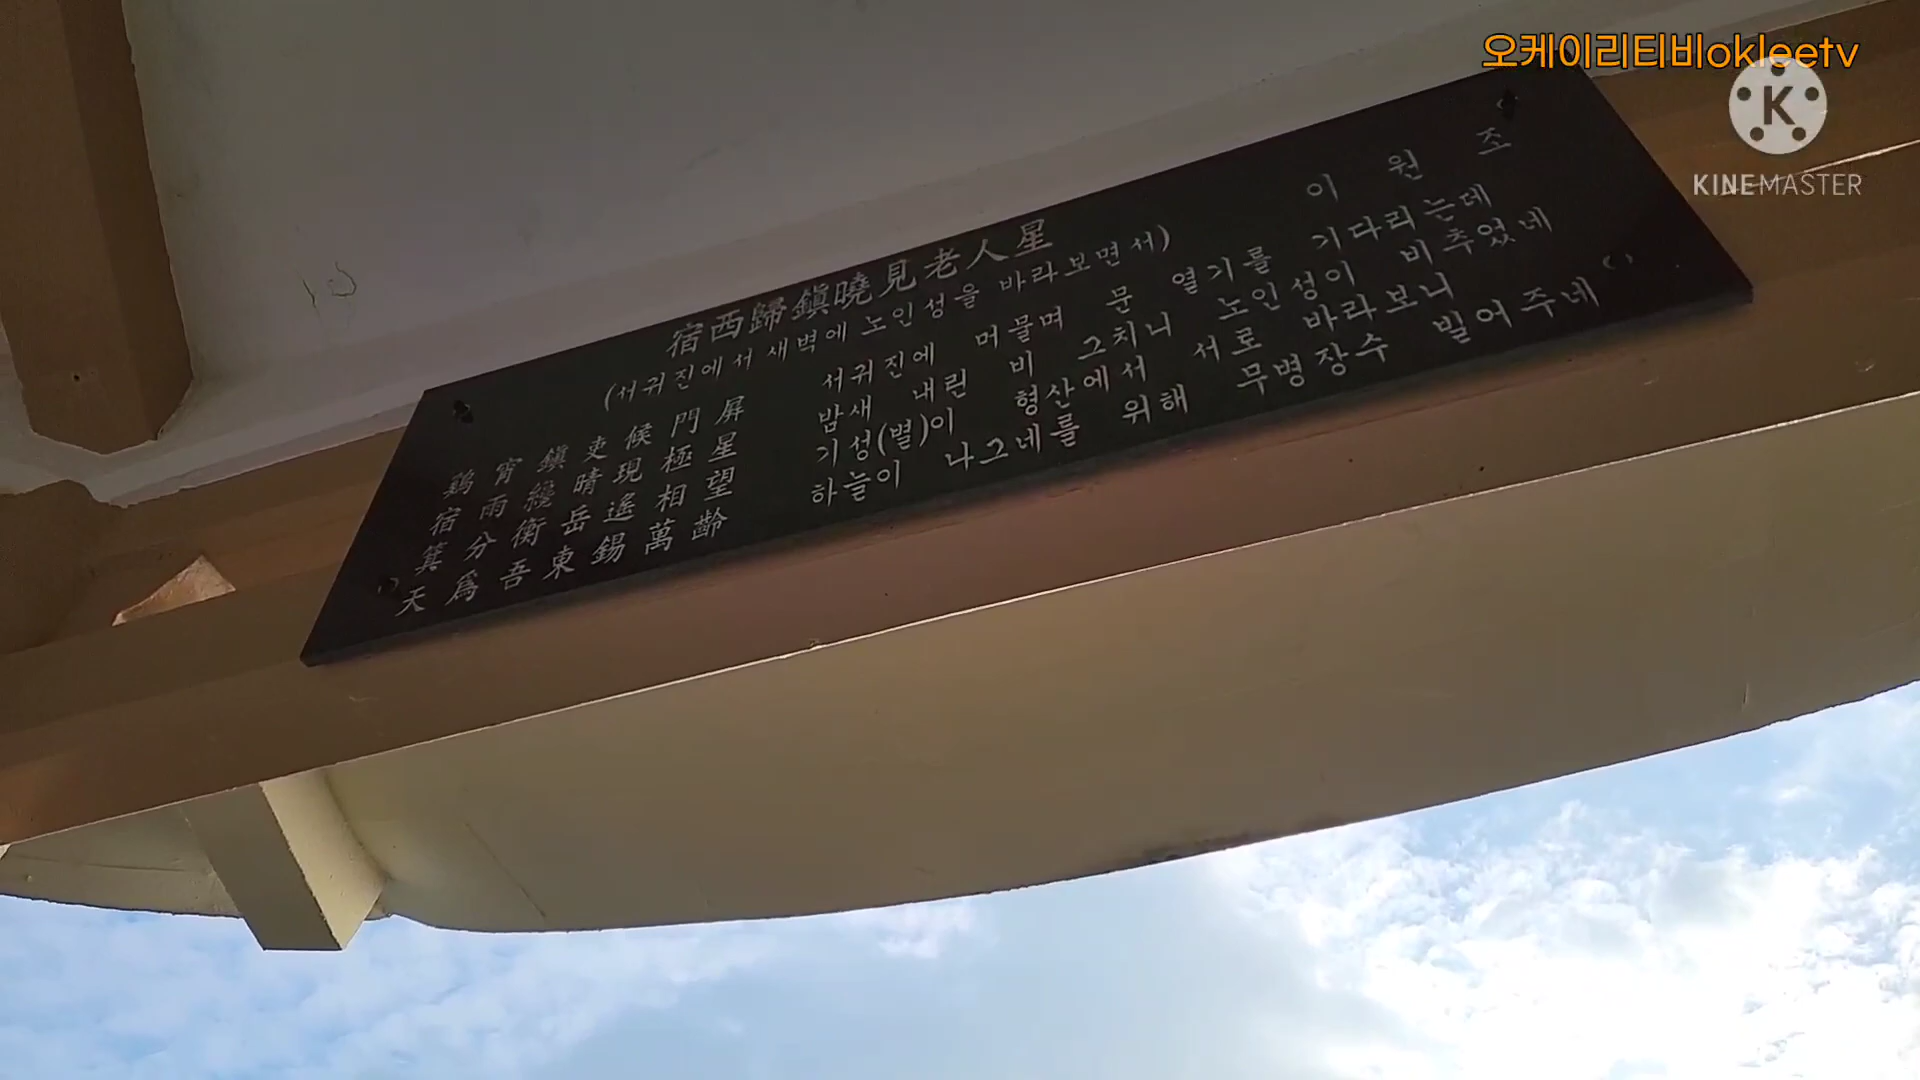 오케이리티비okleetv
K
KINEMASTER
宿西歸鎭曉見老人星
(서귀진에서 새벽에 노인성을 바라보면서)
이 원 조
鷄宵鎭吏候門屛
宿雨纔晴現極星
箕分衡岳遙相望
天爲吾東錫萬齡
서귀진에 머물며 문 열기를 기다리는데
밤새 내린 비 그치니 노인성이 비추었네
기성(별)이 형산에서 서로 바라보니
하늘이 나그네를 위해 무병장수 빌어주네